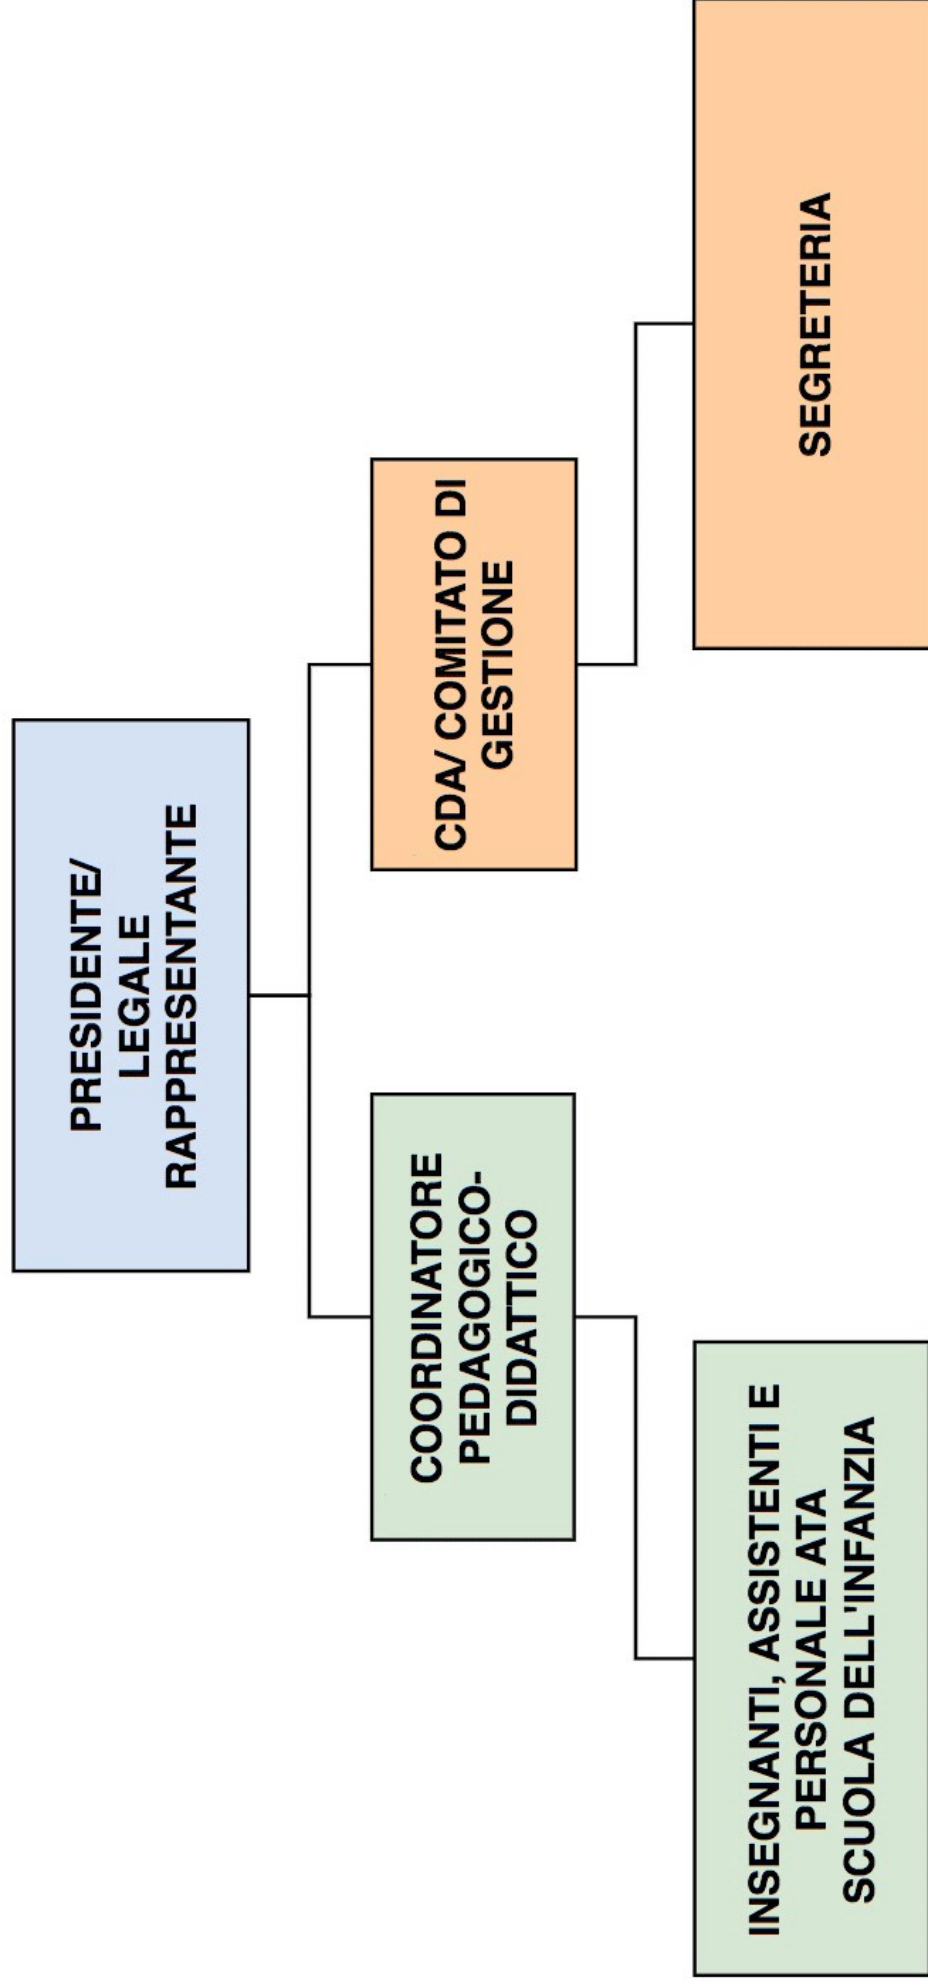 PRESIDENTE/
LEGALE
RAPPRESENTANTE
COORDINATORE
PEDAGOGICO-
DIDATTICO
CDA/ COMITATO DI
GESTIONE
INSEGNANTI, ASSISTENTI E
PERSONALE ATA
SCUOLA DELL'INFANZIA
SEGRETERIA